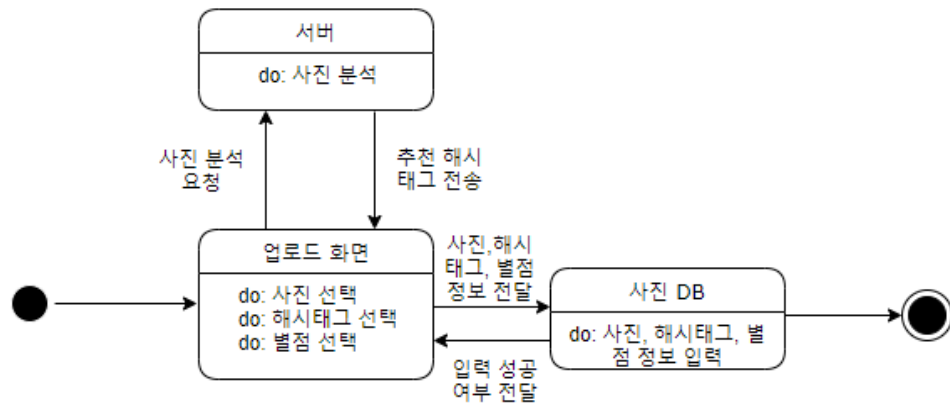 서버
do: 사진 분석
사진 분석
요청
추천 해시
태그 전송
업로드 화면
do: 사진 선택
do: 해시태그 선택
do: 별점 선택
사진,해시
태그, 별점
정보 전달
입력 성공
여부 전달
사진 DB
do: 사진, 해시태그, 별
점 정보 입력